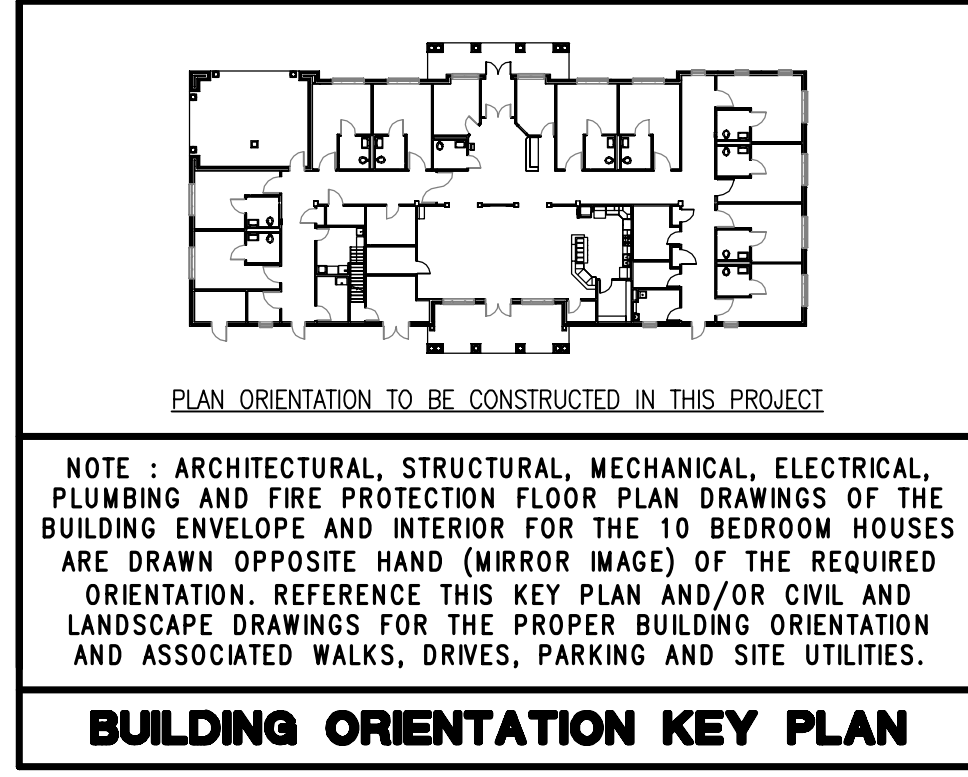 PLAN ORIENTATION TO BE CONSTRUCTED IN THIS PROJECT
NOTE : ARCHITECTURAL, STRUCTURAL, MECHANICAL, ELECTRICAL,
PLUMBING AND FIRE PROTECTION FLOOR PLAN DRAWINGS OF THE
BUILDING ENVELOPE AND INTERIOR FOR THE 10 BEDROOM HOUSES
ARE DRAWN OPPOSITE HAND (MIRROR IMAGE) OF THE REQUIRED
ORIENTATION. REFERENCE THIS KEY PLAN AND/OR CIVIL AND
LANDSCAPE DRAWINGS FOR THE PROPER BUILDING ORIENTATION
AND ASSOCIATED WALKS, DRIVES, PARKING AND SITE UTILITIES.
BUILDING ORIENTATION KEY PLAN